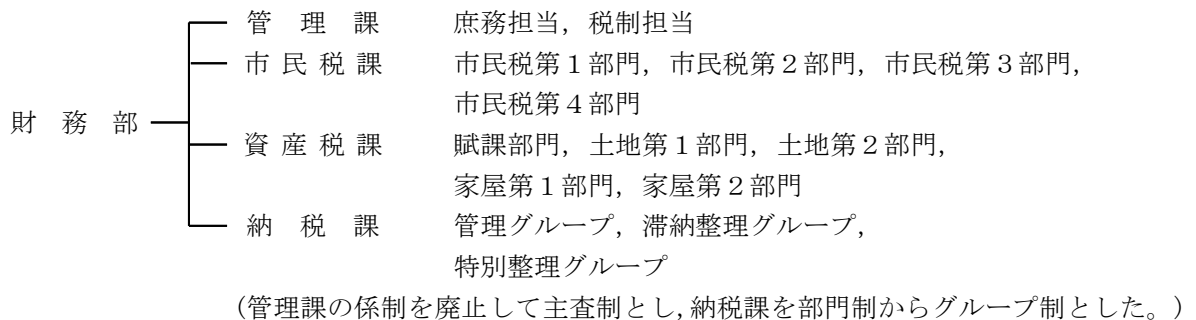 管理課 庶務担当，税制担当
市民税課 市民税第１部門，市民税第２部門，市民税第３部門，
市民税第４部門
財務部
資産税課 賦課部門，土地第１部門，土地第２部門，
家屋第１部門，家屋第２部門
納税課 管理グループ，滞納整理グループ，
特別整理グループ
（管理課の係制を廃止して主査制とし，納税課を部門制からグループ制とした。）